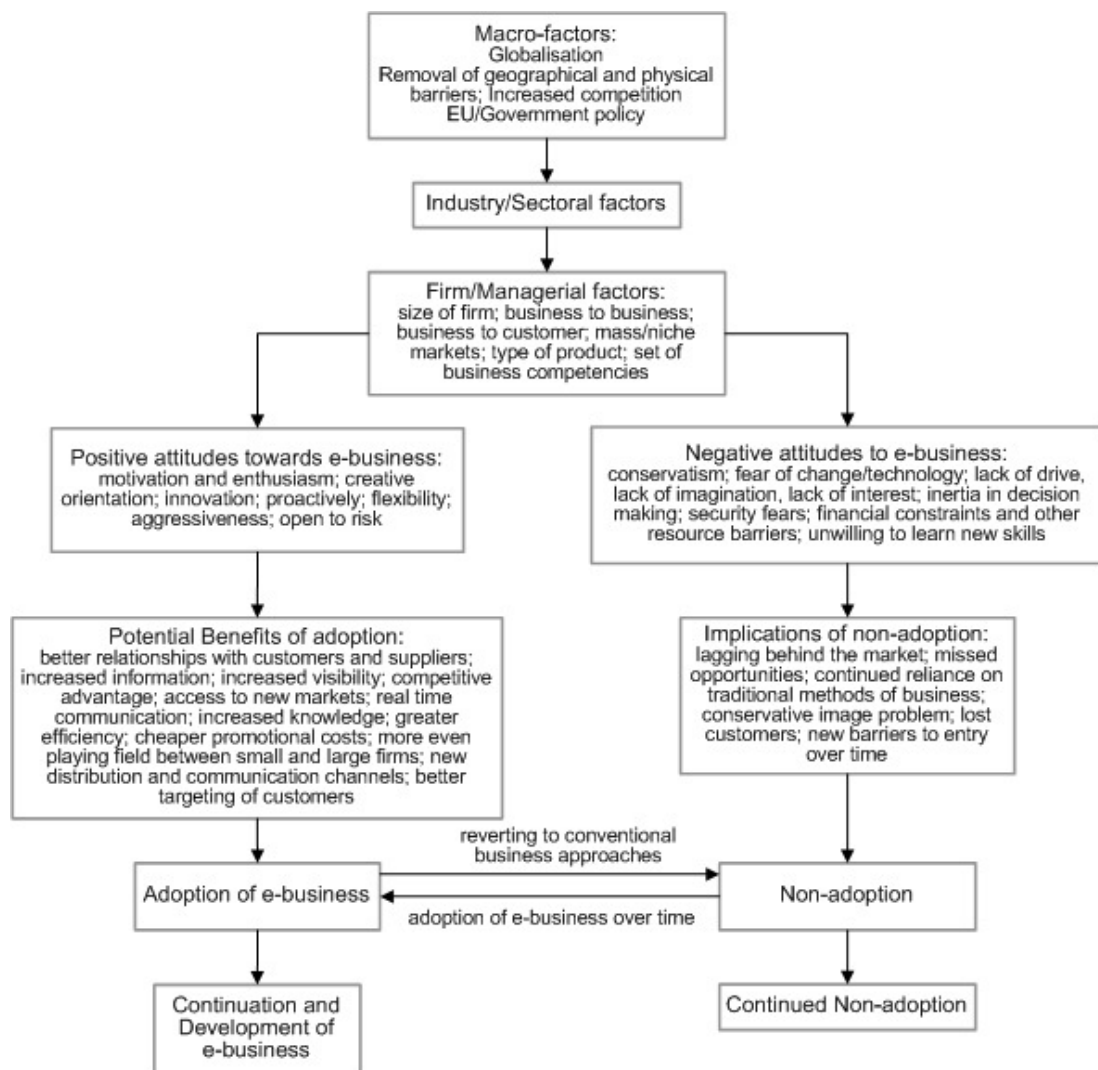 Macro-factors:
Globalisation
Removal of geographical and physical
barriers; Increased competition
EU/Government policy
Industry/Sectoral factors
Firm/Managerial factors:
size of firm; business to business;
business to customer; mass/niche
markets; type of product; set of
business competencies
Positive attitudes towards e-business:
motivation and enthusiasm; creative
orientation; innovation; proactively; flexibility;
aggressiveness; open to risk
Negative attitudes to e-business:
conservatism; fear of change/technology; lack of drive,
lack of imagination, lack of interest; inertia in decision
making; security fears; financial constraints and other
resource barriers; unwilling to learn new skills
Potential Benefits of adoption:
better relationships with customers and suppliers;
increased information; increased visibility; competitive
advantage; access to new markets; real time
communication; increased knowledge; greater
efficiency; cheaper promotional costs; more even
playing field between small and large firms; new
distribution and communication channels; better
targeting of customers
Implications of non-adoption:
lagging behind the market; missed
opportunities; continued reliance on
traditional methods of business;
conservative image problem; lost
customers; new barriers to entry
over time
reverting to conventional
business approaches
Adoption of e-business
Non-adoption
adoption of e-business over time
Continuation and
Development of
e-business
Continued Non-adoption